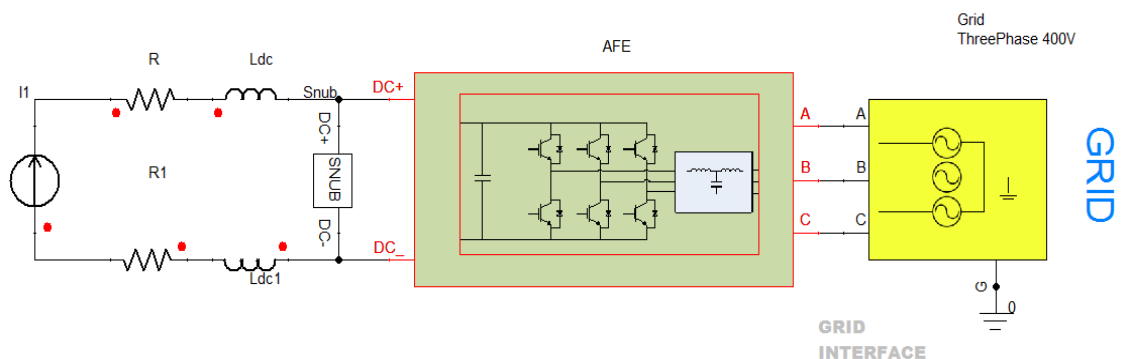 Grid
ThreePhase 400V
AFE
R
Ldc
I1
Snub
DC+
DC+
SNUB
DC-
R1
Ldc1
DC_
A
A
B
B
C
C
GRID
G
0
GRID
INTERFACE